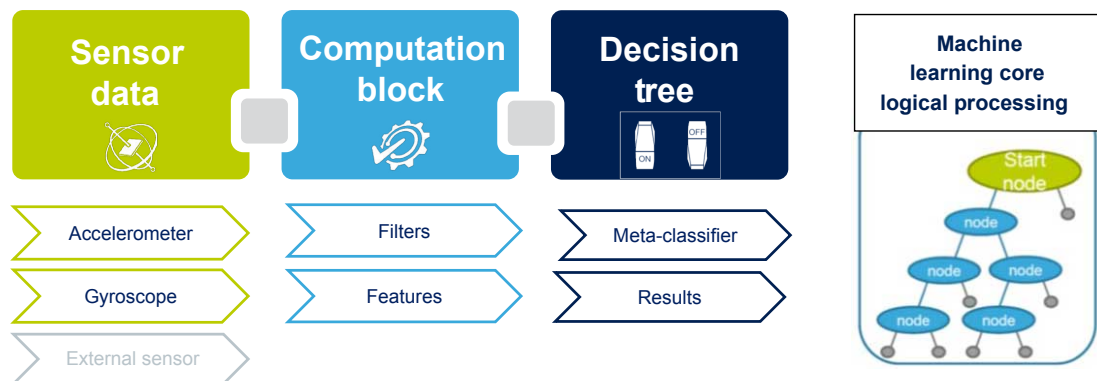 Sensor
data
Computation
block
Decision
tree
ON
OFF
Accelerometer
Gyroscope
External sensor
Filters
Features
Meta-classifier
Results
Machine
learning core
logical processing
Start
node
node
node
node
node
node